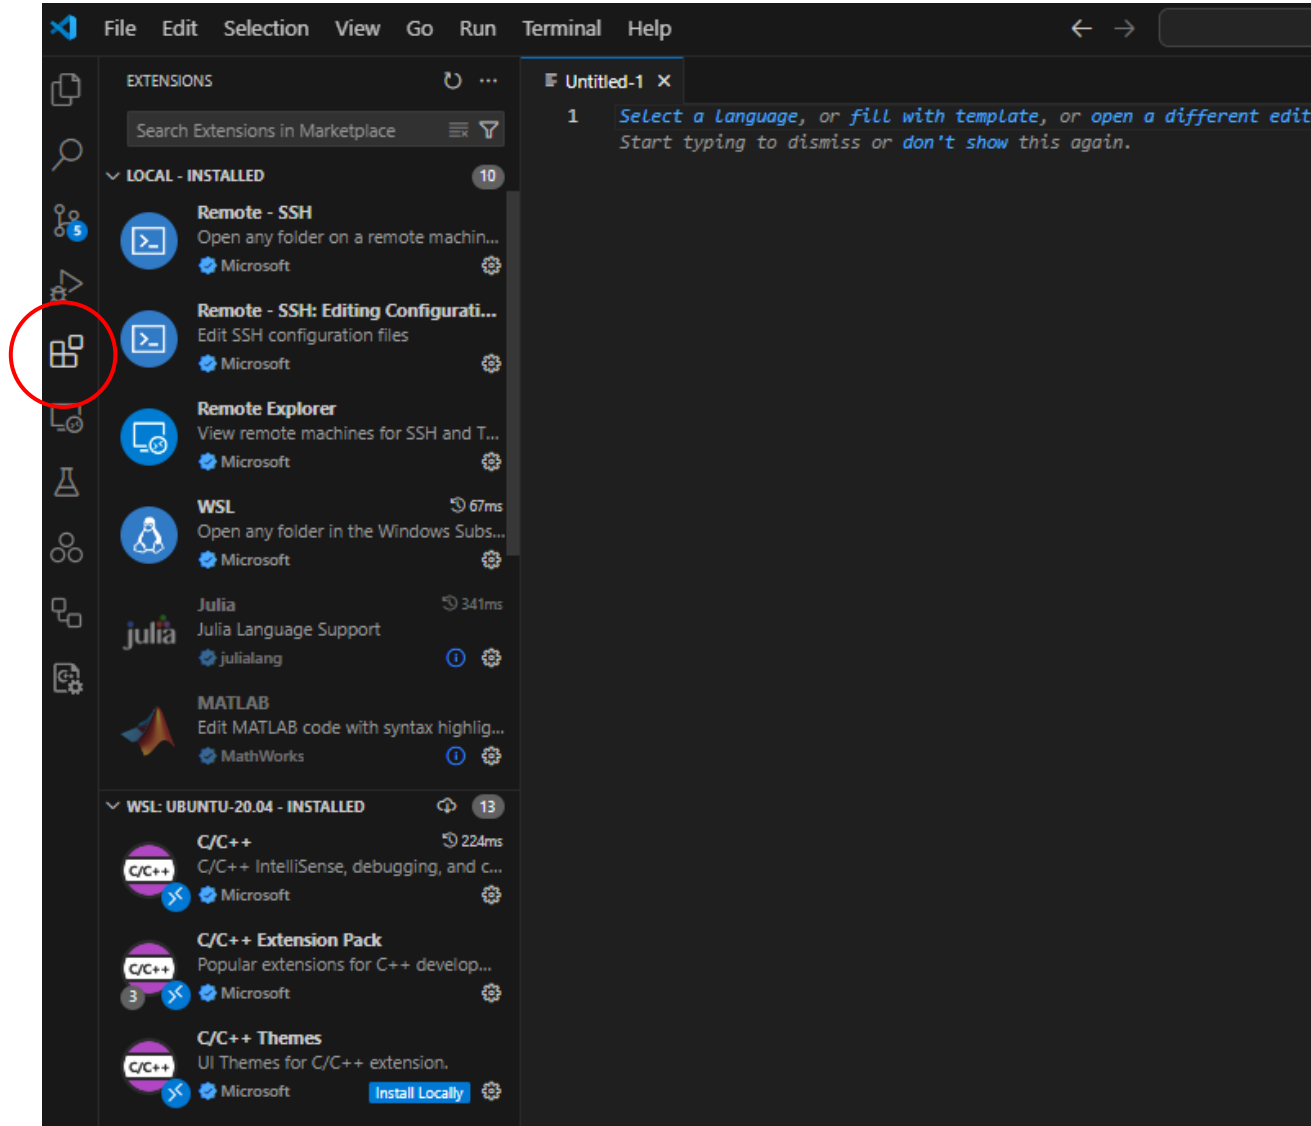 File Edit Selection View Go Run Terminal Help
EXTENSIONS
Untitled-1
Search Extensions in Marketplace
1 Select a language, or fill with template, or open a different edit
Start typing to dismiss or don't show this again.
LOCAL - INSTALLED 10
Remote - SSH
Open any folder on a remote machin...
Microsoft
5
Remote - SSH: Editing Configurati...
Edit SSH configuration files
Microsoft
Remote Explorer
View remote machines for SSH and T...
Microsoft
WSL 67ms
Open any folder in the Windows Subs...
Microsoft
julia
Julia 341ms
Julia Language Support
julialang
MATLAB
Edit MATLAB code with syntax highlig...
MathWorks
WSL: UBUNTU-20.04 - INSTALLED 13
C/C++
C/C++ 224ms
C/C++ IntelliSense, debugging, and c...
Microsoft
C/C++
3
C/C++ Extension Pack
Popular extensions for C++ develop...
Microsoft
C/C++
C/C++ Themes
UI Themes for C/C++ extension.
Microsoft Install Locally